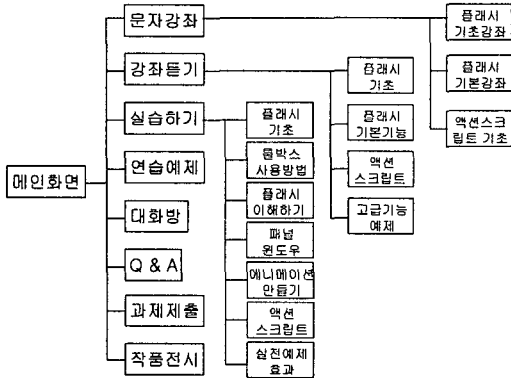 메인화면
문자강좌
강좌듣기
실습하기
연습예제
대화방
Q & A
과제제출
작품전시
플래시
기초강좌
플래시
기본강좌
액션스크
립트 기초
플래시
기초
플래시
기본기능
액션
스크립트
고급기능
예제
플래시
기초
툴박스
사용방법
플래시
이해하기
패널
윈도우
에니메이션
만들기
액션
스크립트
실전예제
효과